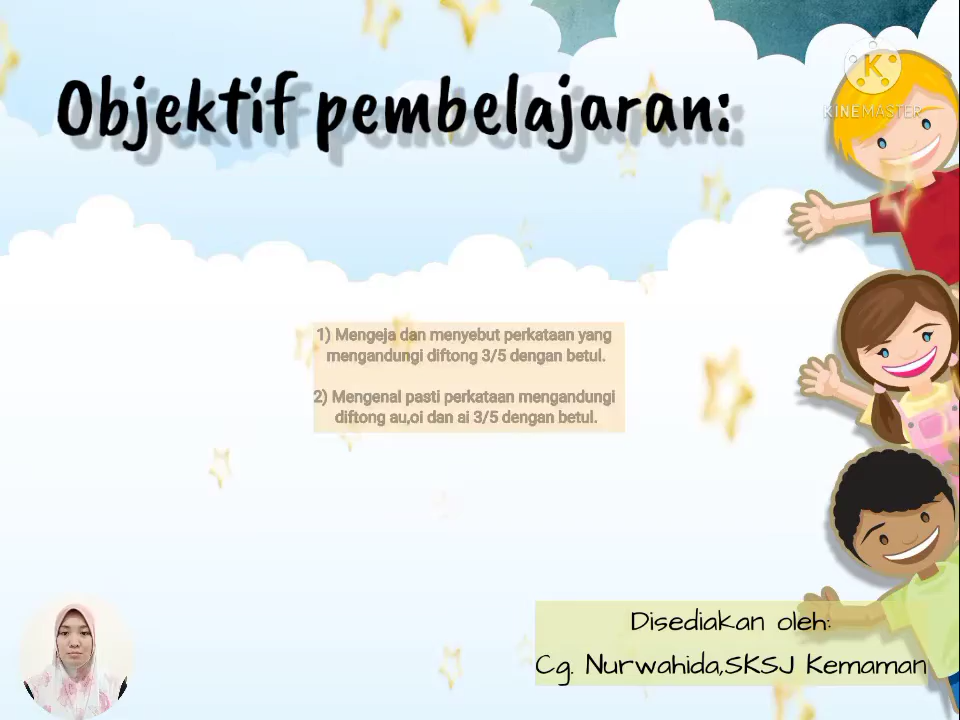 Objektif pembelajaran:
KINEMASTER
1) Mengeja dan menyebut perkataan yang
mengandungi diftong 3/5 dengan betul.
2) Mengenal pasti perkataan mengandungi
diftong au,oi dan ai 3/5 dengan betul.
Disediakan oleh:
Cg. Nurwahida,SKSJ Kemaman